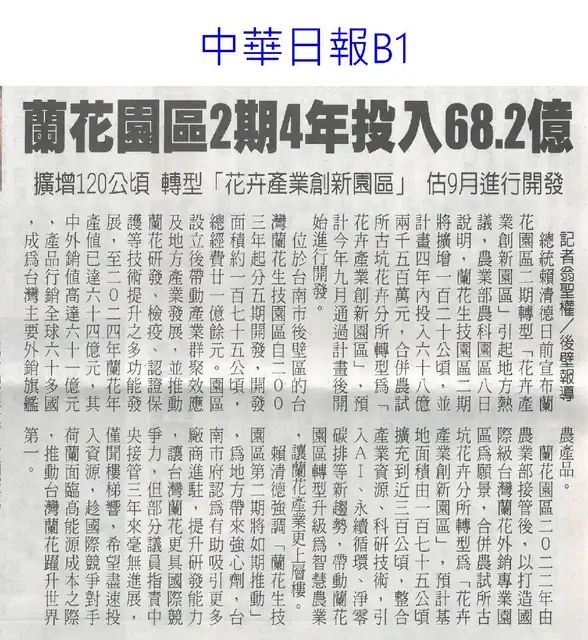 中華日報B1
蘭花園區2期4年投入68.2億
擴增120公頃 轉型「花卉產業創新園區」 估9月進行開發
記者翁聖權／後壁報導
總統賴清德日前宣布蘭
花園區二期轉型「花卉產
業創新園區」引起地方熱
議，農業部農科園區八日
說明，蘭花生技園區二期
將擴增一百二十公頃，並
計畫四年內投入六十八億
兩千五百萬元，合併農試
所古坑花卉分所轉型為「
花卉產業創新園區」，預
計今年九月通過計畫後開
始進行開發。
位於台南市後壁區的台
灣蘭花生技園區自二00
三年起分五期開發，開發
面積約一百七十五公頃，
總經費廿一億餘元。園區
設立後帶動產業群聚效應
及地方產業發展，並推動
蘭花研發、檢疫、認證保
護等技術提升之多功能發
展，至二0二四年蘭花年
產值已達六十四億元，其
中外銷值高達六十一億元
，產品行銷全球六十多國
，成為台灣主要外銷旗艦
農產品。
蘭花園區二0二二年由
農業部接管後，以打造國
際級台灣蘭花外銷專業園
區為願景，合併農試所古
坑花卉分所轉型為「花卉
產業創新園區」，預計基
地面積由一百七十五公頃
擴充到近三百公頃，整合
產業資源、科研技術，引
入AI、永續循環、淨零
碳排等新趨勢，帶動蘭花
園區轉型升級為智慧農業
，讓蘭花產業更上層樓。
賴清德強調「蘭花生技
園區第二期將如期推動」
，為地方帶來強心劑，台
南市府認為有助吸引更多
廠商進駐，提升研發能力
，讓台灣蘭花更具國際競
爭力，但部分議員指責中
央接管三年來毫無進展，
僅聞樓梯響，希望盡速投
入資源，趁國際競爭對手
荷蘭面臨高能源成本之際
，推動台灣蘭花躍升世界
第一。